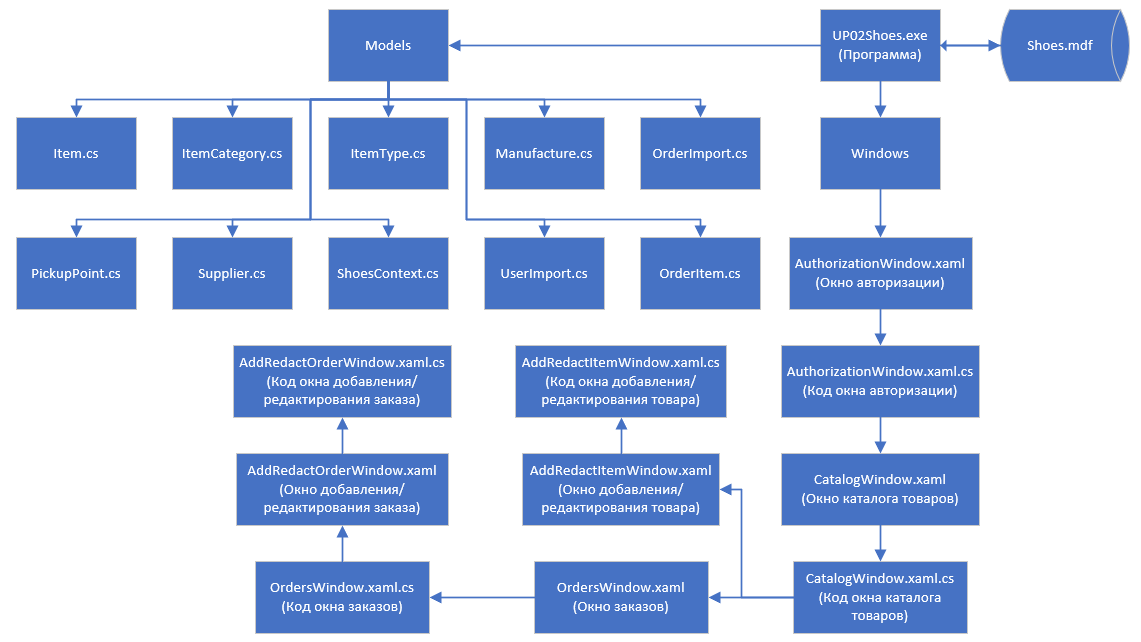 Models
UP02Shoes.exe
(Программа)
Shoes.mdf
Item.cs
ItemCategory.cs
ItemType.cs
Manufacture.cs
OrderImport.cs
Windows
PickupPoint.cs
Supplier.cs
ShoesContext.cs
UserImport.cs
OrderItem.cs
AuthorizationWindow.xaml
(Окно авторизации)
AddRedactOrderWindow.xaml.cs
(Код окна добавления/
редактирования заказа)
AddRedactItemWindow.xaml.cs
(Код окна добавления/
редактирования товара)
AuthorizationWindow.xaml.cs
(Код окна авторизации)
AddRedactOrderWindow.xaml
(Окно добавления/
редактирования заказа)
AddRedactItemWindow.xaml
(Окно добавления/
редактирования товара)
CatalogWindow.xaml
(Окно каталога товаров)
OrdersWindow.xaml.cs
(Код окна заказов)
OrdersWindow.xaml
(Окно заказов)
CatalogWindow.xaml.cs
(Код окна каталога
товаров)